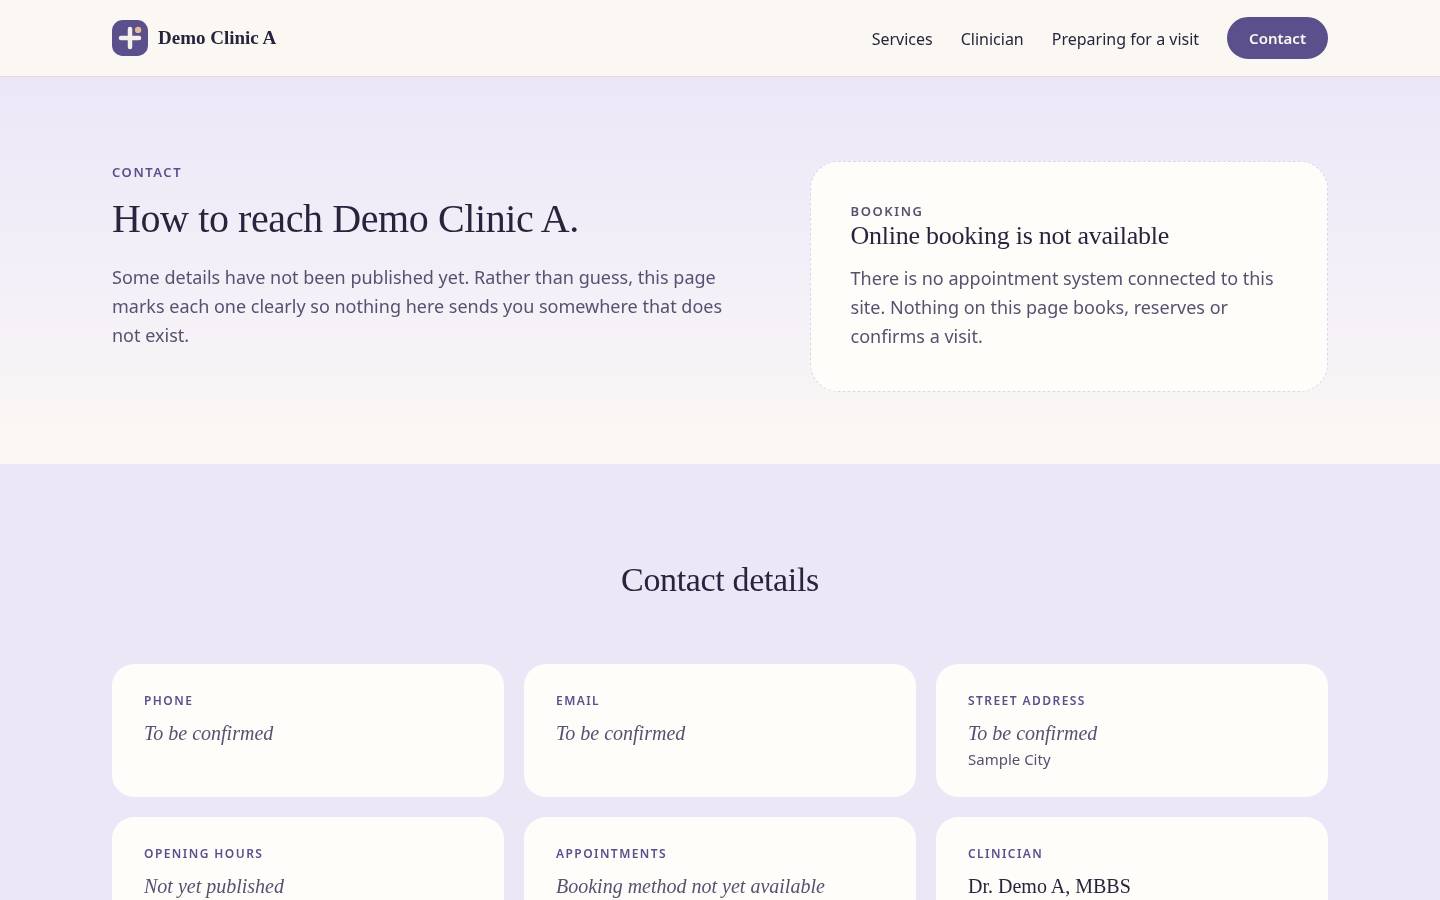 Demo Clinic A
Services
Clinician
Preparing for a visit
Contact
CONTACT
How to reach Demo Clinic A.
Some details have not been published yet. Rather than guess, this page
marks each one clearly so nothing here sends you somewhere that does
not exist.
BOOKING
Online booking is not available
There is no appointment system connected to this
site. Nothing on this page books, reserves or
confirms a visit.
Contact details
PHONE
To be confirmed
EMAIL
To be confirmed
STREET ADDRESS
To be confirmed
Sample City
OPENING HOURS
Not yet published
APPOINTMENTS
Booking method not yet available
CLINICIAN
Dr. Demo A, MBBS